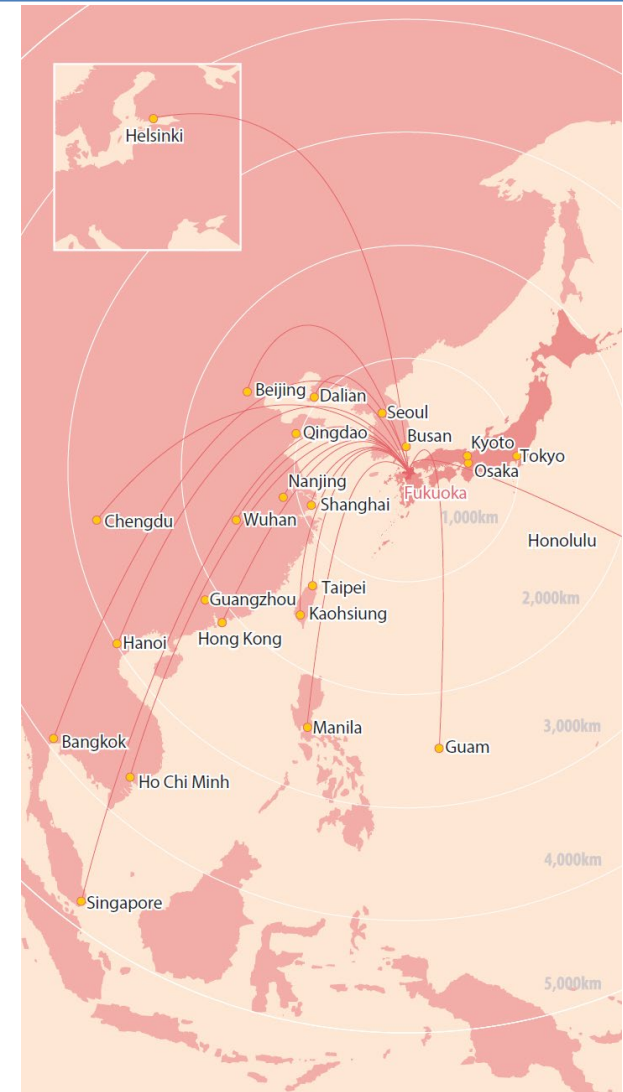 Helsinki
Beijing
Dalian
Seoul
Qingdao
Busan
Kyoto
Tokyo
Osaka
Nanjing
Fukuoka
Shanghai
Chengdu
Wuhan
1,000km
Honolulu
Taipei
2,000km
Guangzhou
Kaohsiung
Hong Kong
Hanoi
Manila
3,000km
Bangkok
Guam
Ho Chi Minh
4,000km
Singapore
5,000km